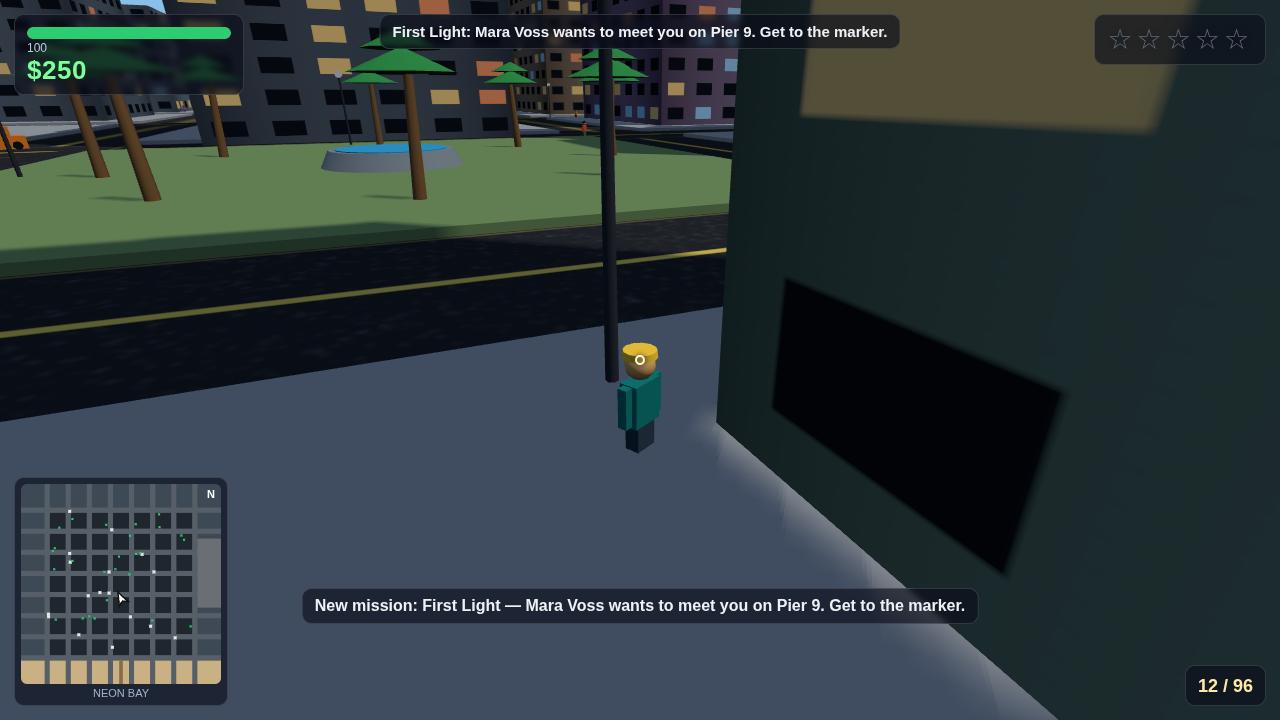 First Light: Mara Voss wants to meet you on Pier 9. Get to the marker.
100
$250
N
New mission: First Light — Mara Voss wants to meet you on Pier 9. Get to the marker.
NEON BAY
12 / 96